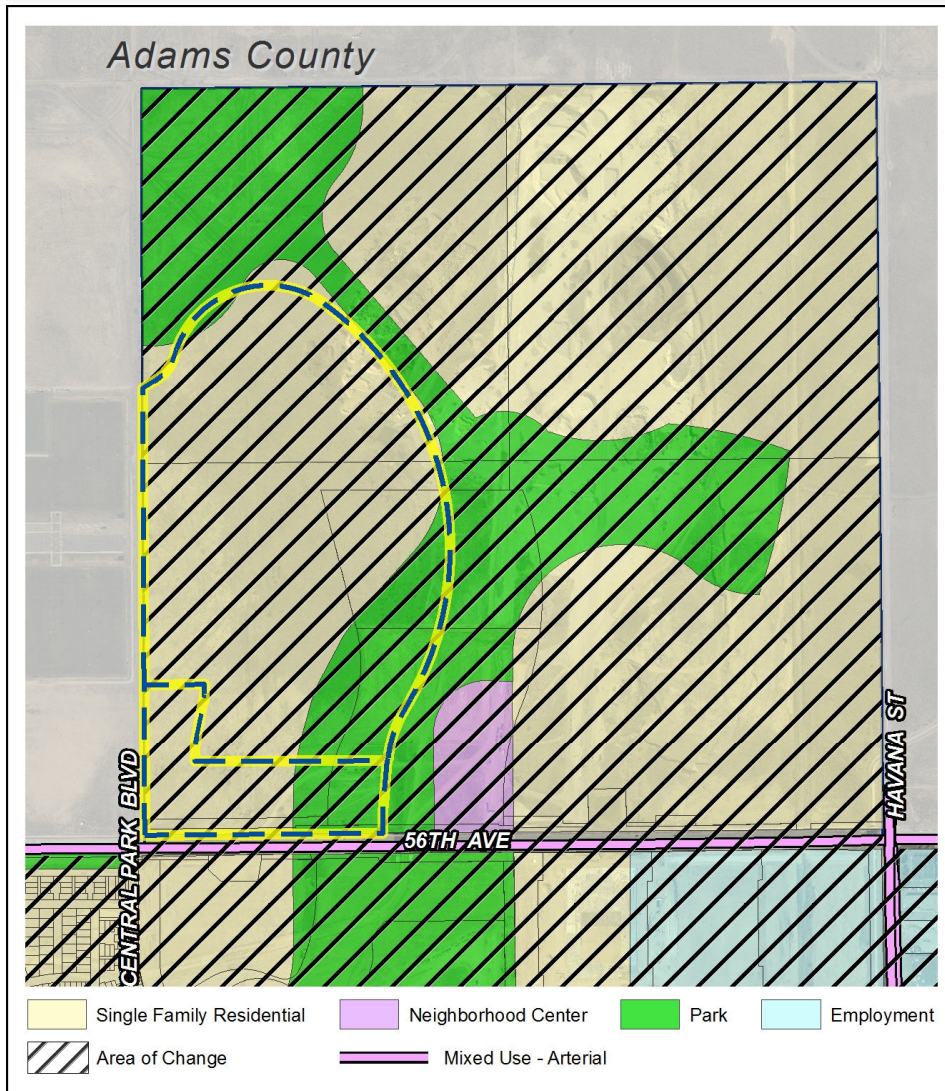 Adams County
CENTRAL PARK BLVD
56TH AVE
HAVANA ST
Single Family Residential
Neighborhood Center
Park
Employment
Area of Change
Mixed Use - Arterial